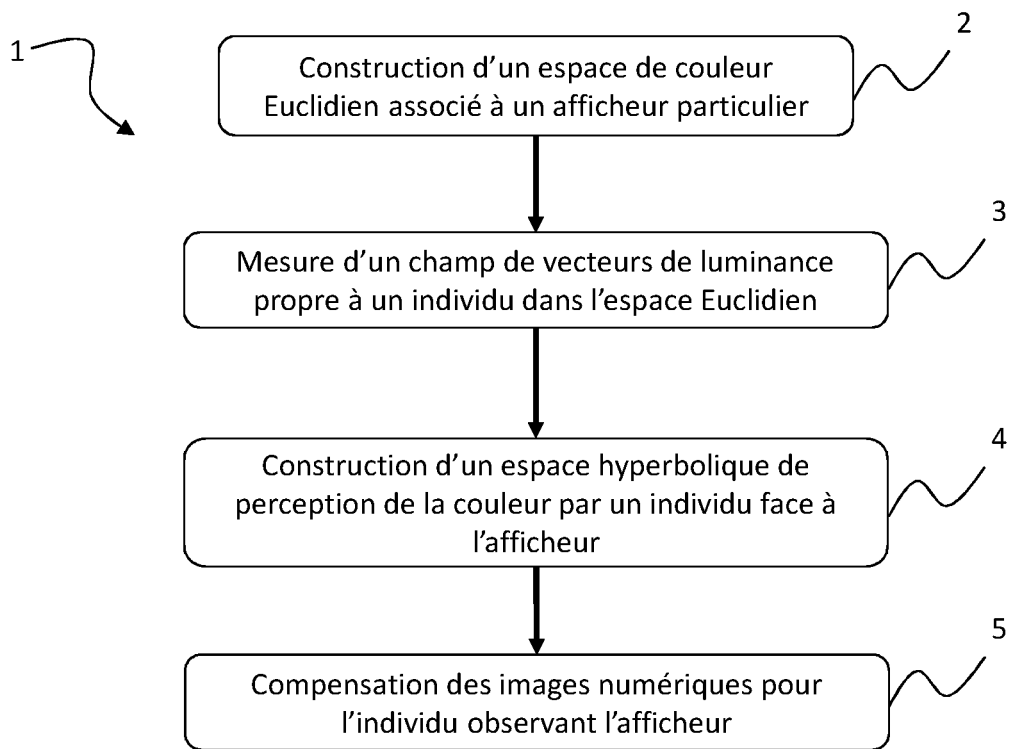 1
2
Construction d’un espace de couleur
Euclidien associé à un afficheur particulier
3
Mesure d’un champ de vecteurs de luminance
propre à un individu dans l’espace Euclidien
4
Construction d’un espace hyperbolique de
perception de la couleur par un individu face à
l’afficheur
5
Compensation des images numériques pour
l’individu observant l’afficheur